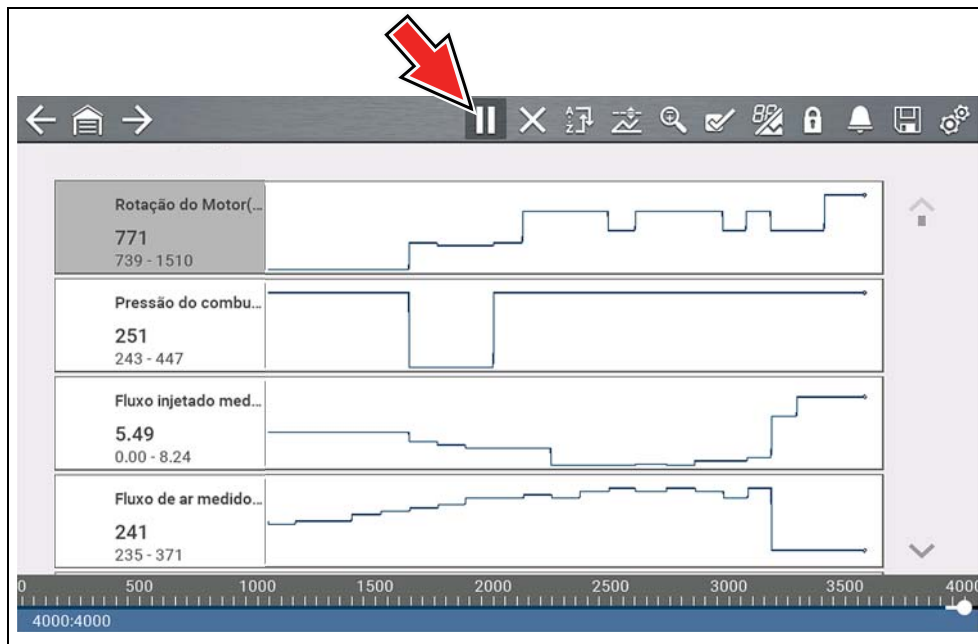 Rotação do Motor(...
771
739 - 1510
Pressão do combu...
251
243 - 447
Fluxo injetado med...
5.49
0.00 - 8.24
Fluxo de ar medido...
241
235 - 371
0 500 1000 1500 2000 2500 3000 3500 4000
4000:4000